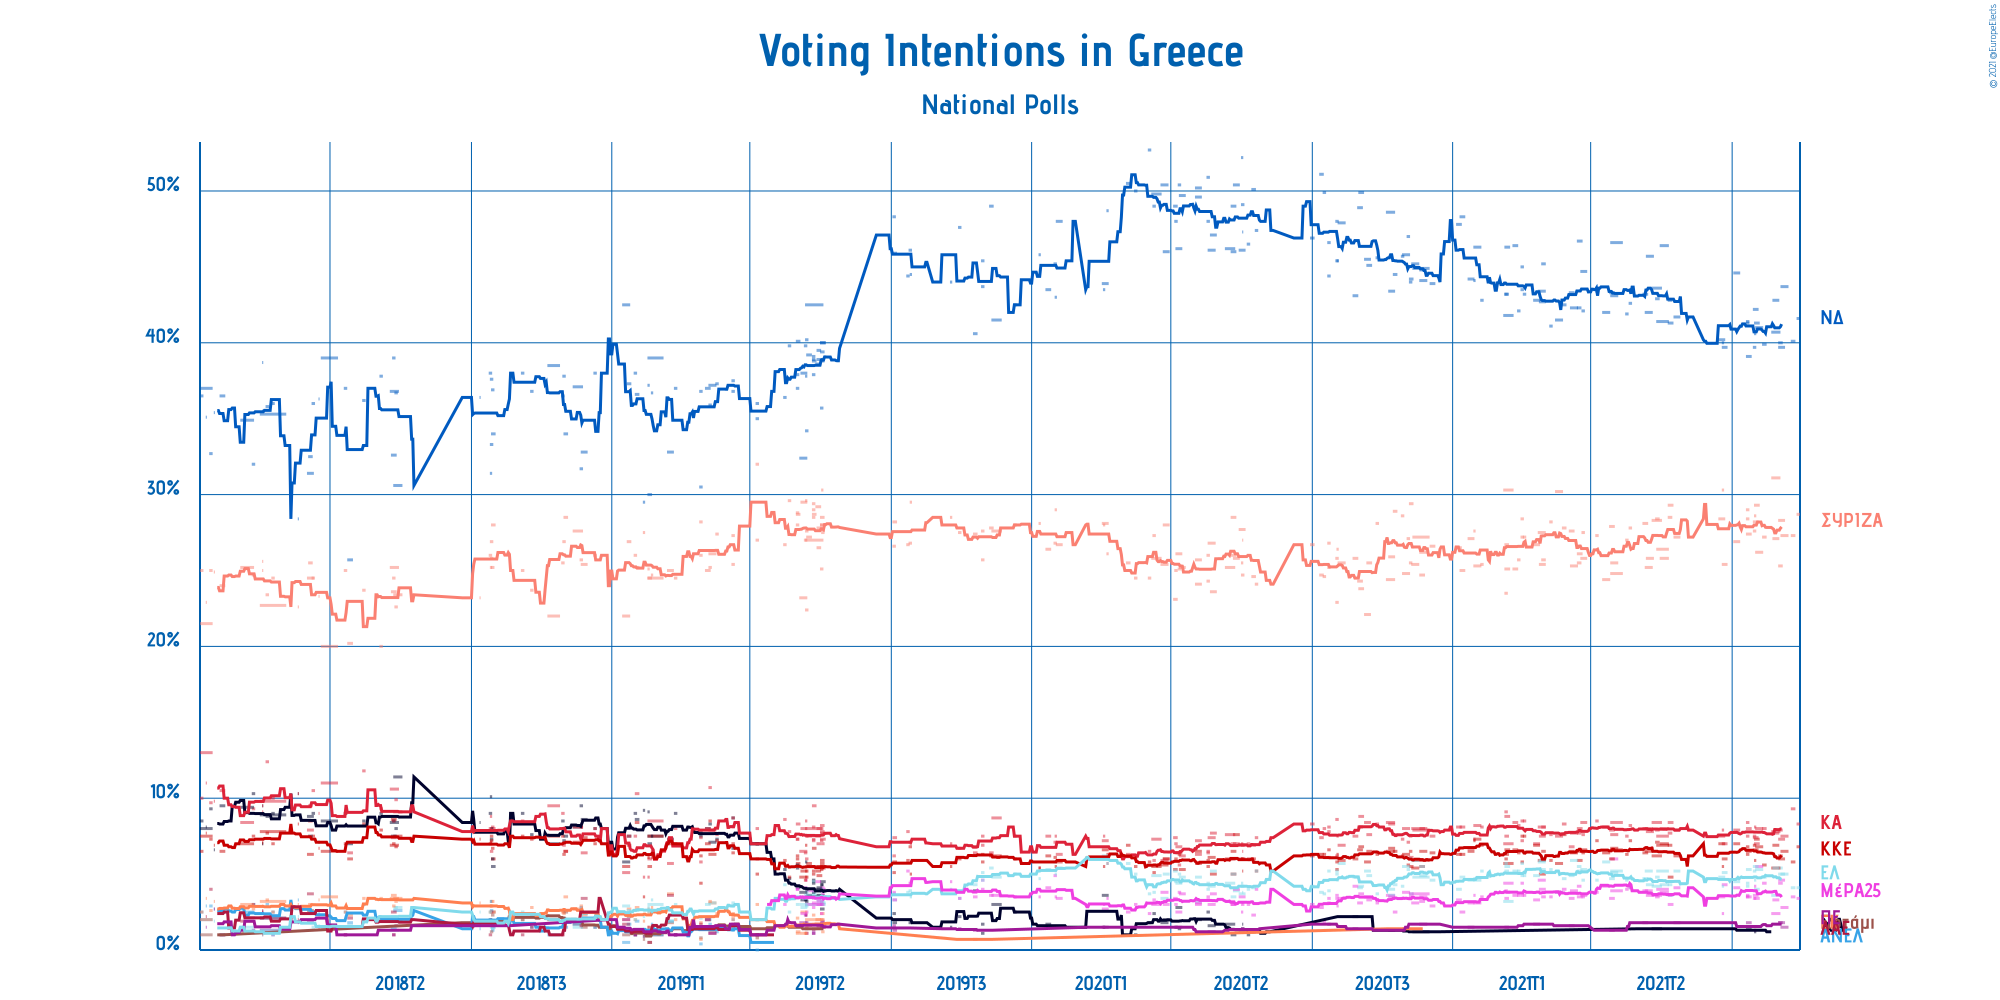 © 2021 @EuropeElects
Voting Intentions in Greece
National Polls
50%
40%
30%
20%
10%
0%
ΝΔ
ΣΥΡΙΖΑ
ΚΑ
ΚΚΕ
ΕΛ
ΜέΡΑ25
ΠΕ
ΑΝΕΛ
2018T2
2018T3
2019T1
2019T2
2019T3
2020T1
2020T2
2020T3
2021T1
2021T2